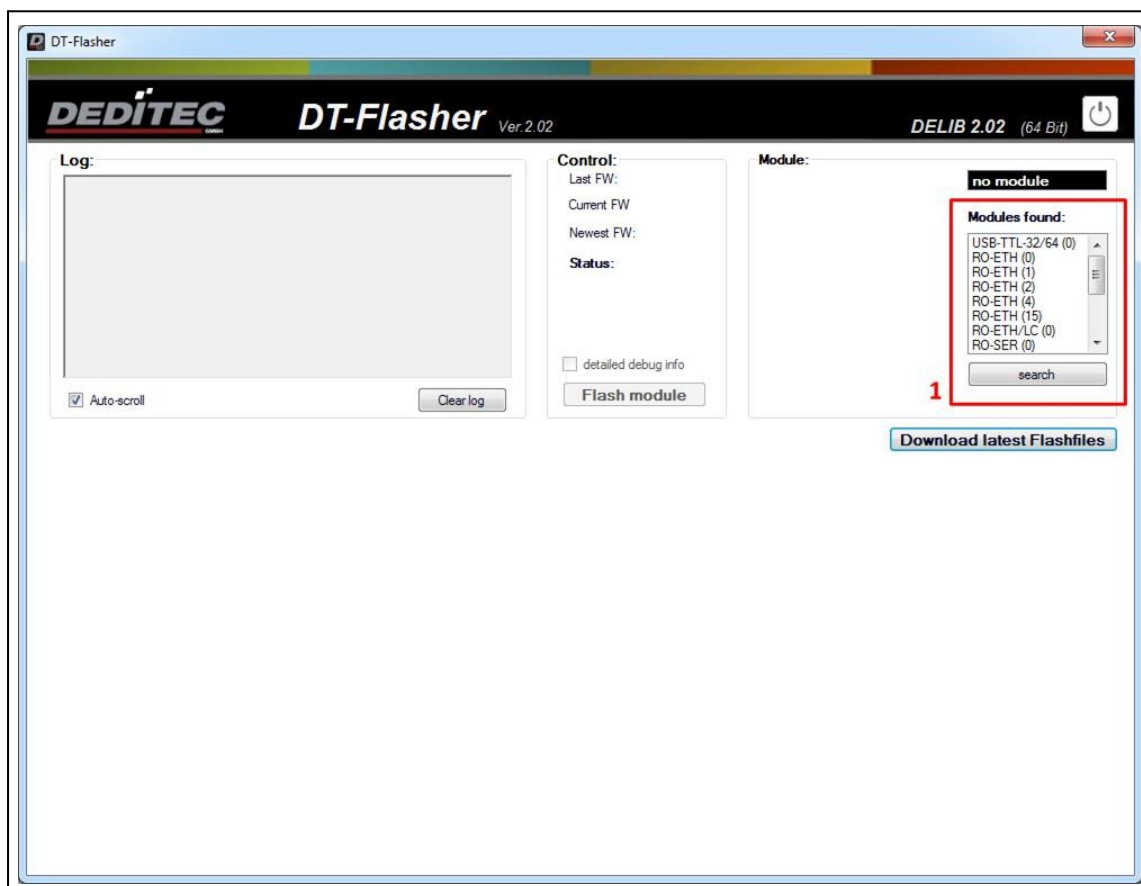 DT-Flasher
DEDITEC
GMBH
DT-Flasher Ver.2.02
DELIB 2.02 (64 Bit)
Log:
Auto-scroll
Clear log
Control:
Last FW:
Current FW
Newest FW:
Status:
detailed debug info
Flash module
Module:
no module
Modules found:
USB-TTL-32/64 (0)
RO-ETH (0)
RO-ETH (1)
RO-ETH (2)
RO-ETH (4)
RO-ETH (15)
RO-ETH/LC (0)
RO-SER (0)
search
1
Download latest Flashfiles